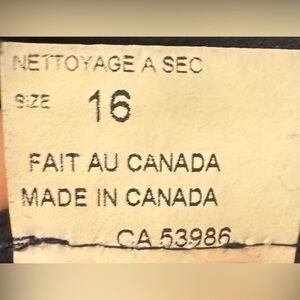 NETTOYAGE A SEC
SIZE 16
FAIT AU CANADA
MADE IN CANADA
CA 53986